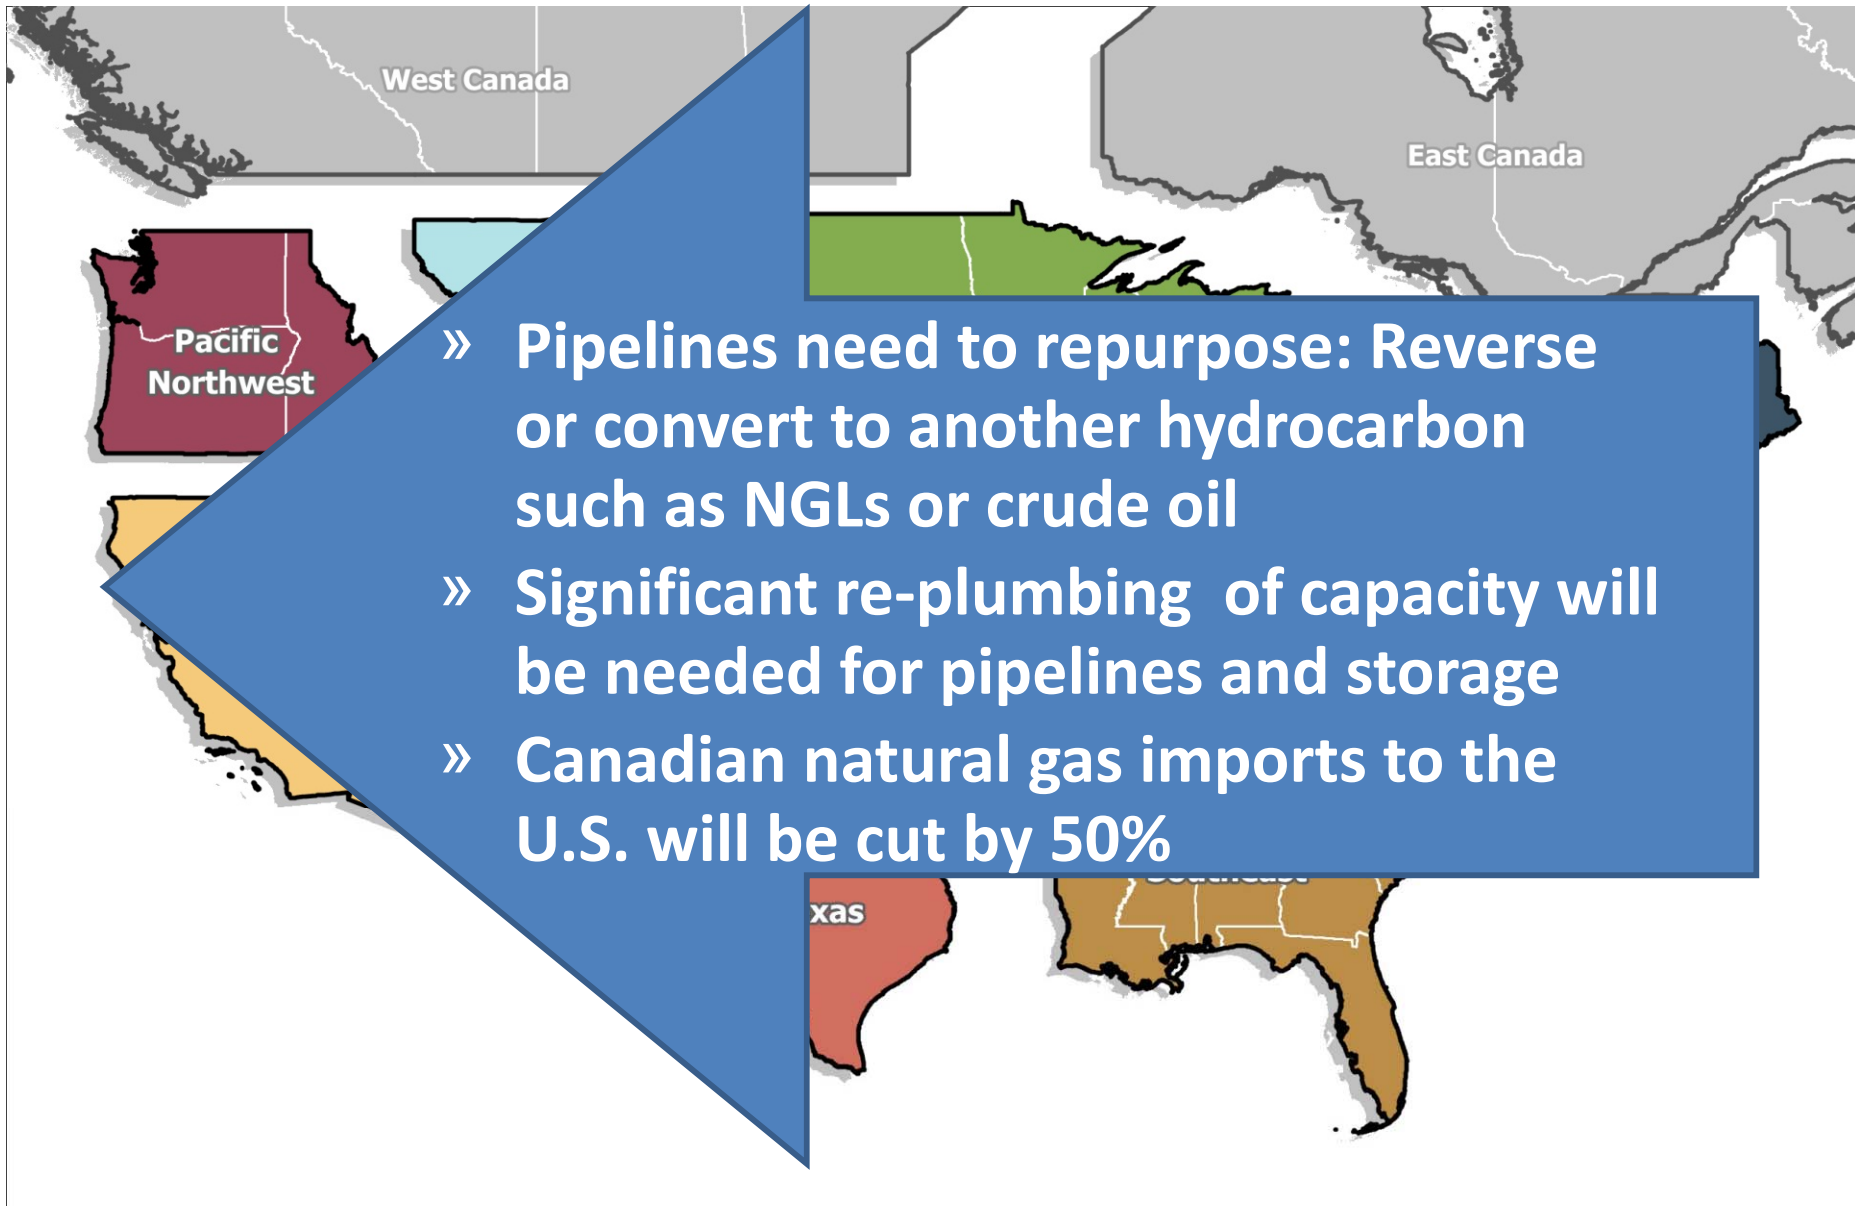 West Canada
East Canada
Pacific
Northwest
» Pipelines need to repurpose: Reverse
or convert to another hydrocarbon
such as NGLs or crude oil
» Significant re-plumbing  of capacity will
be needed for pipelines and storage
» Canadian natural gas imports to the
U.S. will be cut by 50%
Southeast
xas